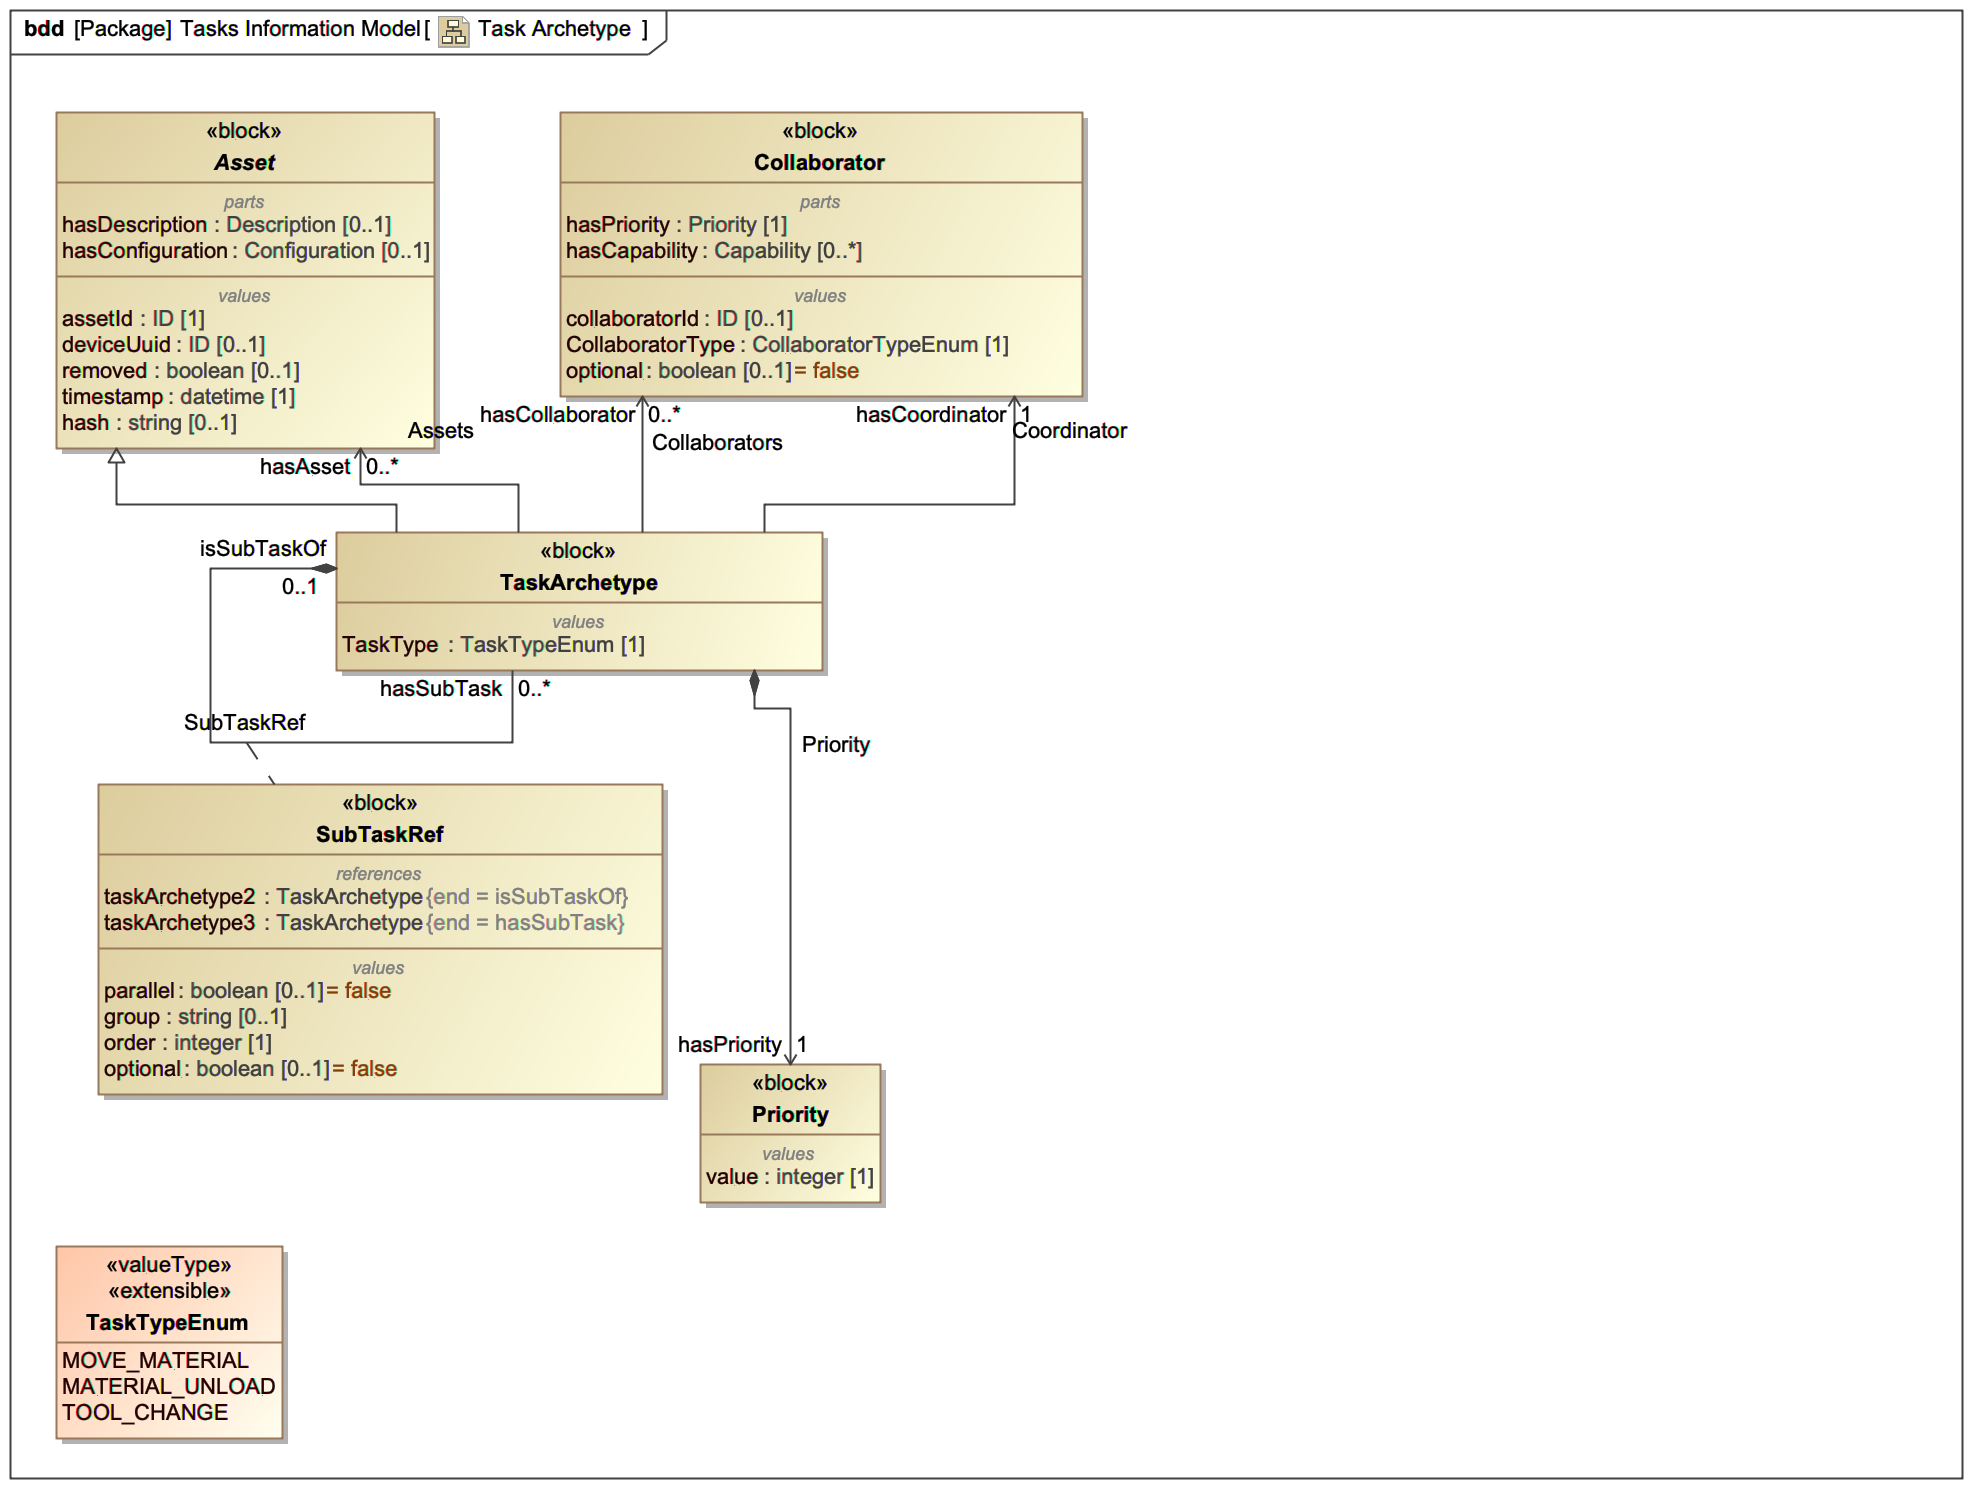 bdd [Package] Tasks Information Model[ Task Archetype ]
«block»
Asset
parts
hasDescription : Description [0..1]
hasConfiguration : Configuration [0..1]
values
assetId : ID [1]
deviceUuid : ID [0..1]
removed : boolean [0..1]
timestamp : datetime [1]
hash : string [0..1]
«block»
Collaborator
parts
hasPriority : Priority [1]
hasCapability : Capability [0..*]
values
collaboratorId : ID [0..1]
CollaboratorType : CollaboratorTypeEnum [1]
optional : boolean [0..1] = false
Assets
hasAsset 0..*
hasCollaborator 0..*
Collaborators
hasCoordinator 1
Coordinator
isSubTaskOf
0..1
«block»
TaskArchetype
values
TaskType : TaskTypeEnum [1]
hasSubTask 0..*
SubTaskRef
Priority
«block»
SubTaskRef
references
taskArchetype2 : TaskArchetype{end = isSubTaskOf}
taskArchetype3 : TaskArchetype{end = hasSubTask}
values
parallel : boolean [0..1] = false
group : string [0..1]
order : integer [1]
optional : boolean [0..1] = false
hasPriority 1
«block»
Priority
values
value : integer [1]
«valueType»
«extensible»
TaskTypeEnum
MOVE_MATERIAL
MATERIAL_UNLOAD
TOOL_CHANGE